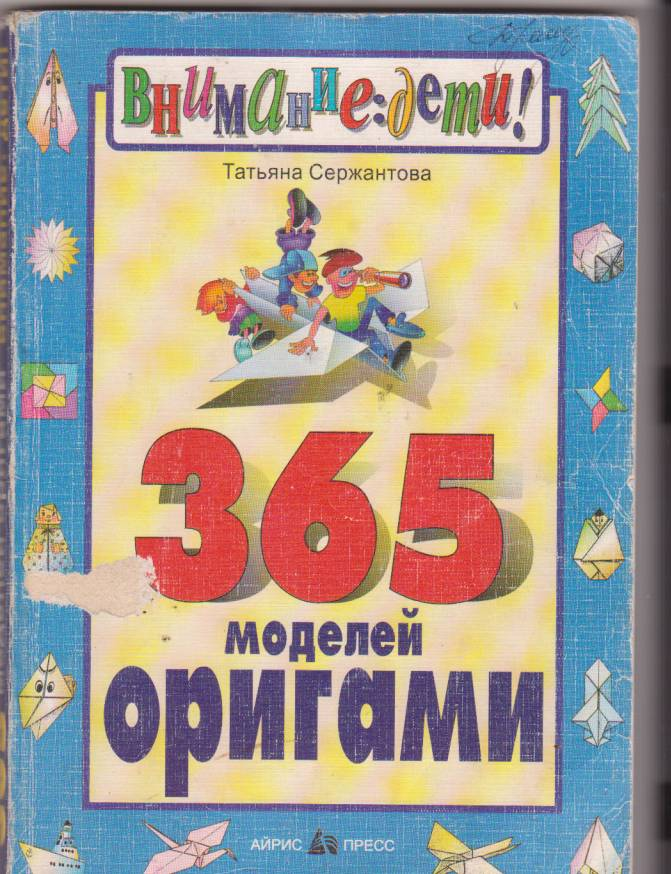 Внимание:дети!
Татьяна Сержантова
365
моделей
оригами
АЙРИС ПРЕСС